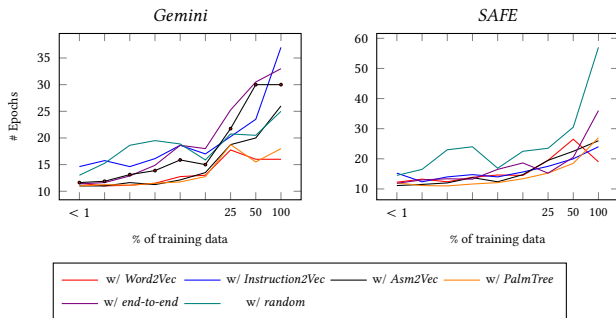 Gemini
SAFE
# Epochs
35
30
25
20
15
10
< 1
25
50
100
% of training data
60
50
40
30
20
10
< 1
25
50
100
% of training data
w/ Word2Vec
w/ Instruction2Vec
w/ Asm2Vec
w/ PalmTree
w/ end-to-end
w/ random